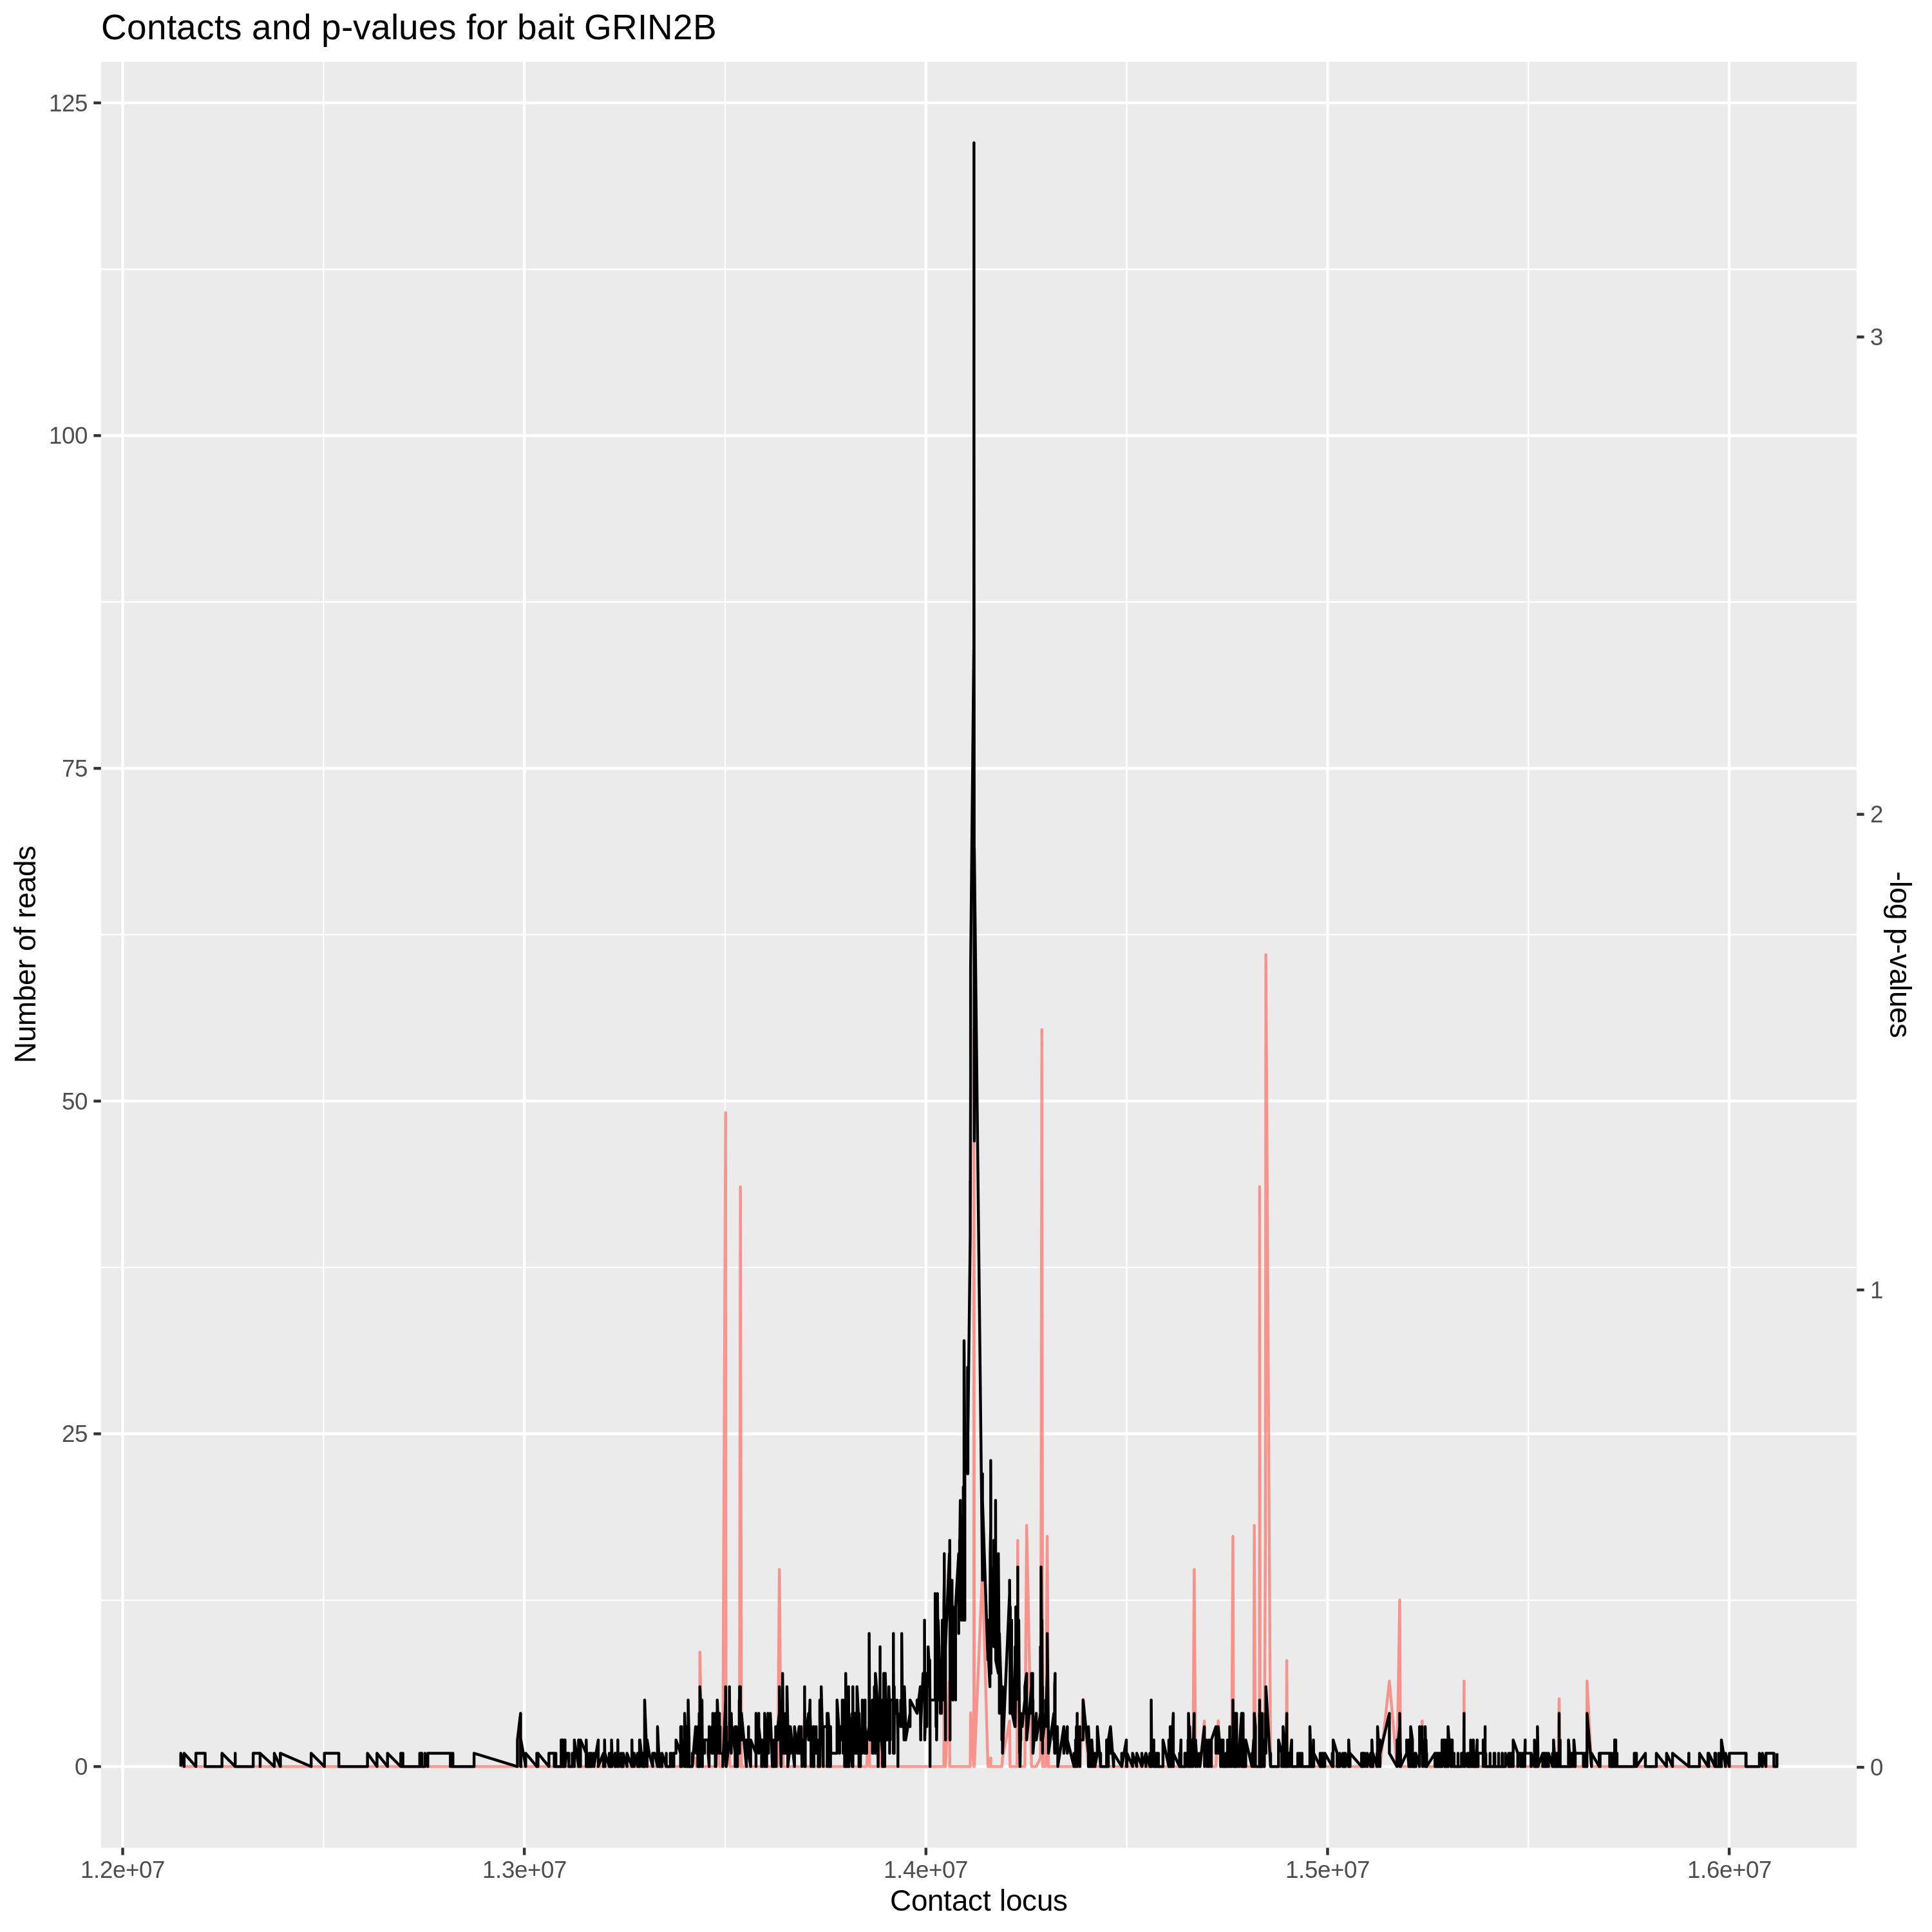 Contacts and p-values for bait GRIN2B
125
100
75
50
25
0
Number of reads
3
2
1
0
-log p-values
1.2e+07
1.3e+07
1.4e+07
1.5e+07
1.6e+07
Contact locus